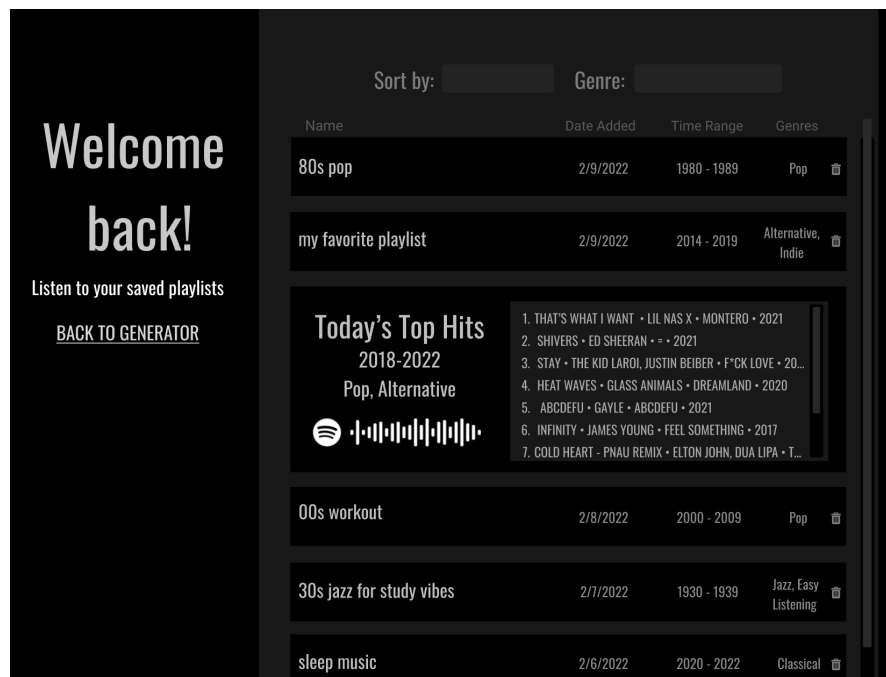 Sort by:
Genre:
Welcome
back!
Listen to your saved playlists
BACK TO GENERATOR
Name Date Added Time Range Genres
80s pop 2/9/2022 1980 - 1989 Pop
my favorite playlist 2/9/2022 2014 - 2019 Alternative,
Indie
Today’s Top Hits
2018-2022
Pop, Alternative
1. THAT’S WHAT I WANT • LIL NAS X • MONTERO • 2021
2. SHIVERS • ED SHEERAN • = • 2021
3. STAY • THE KID LAROI, JUSTIN BEIBER • F*CK LOVE • 20...
4. HEAT WAVES • GLASS ANIMALS • DREAMLAND • 2020
5. ABCDEFU • GAYLE • ABCDEFU • 2021
6. INFINITY • JAMES YOUNG • FEEL SOMETHING • 2017
7. COLD HEART - PNAU REMIX • ELTON JOHN, DUA LIPA • T...
00s workout 2/8/2022 2000 - 2009 Pop
30s jazz for study vibes 2/7/2022 1930 - 1939 Jazz, Easy
Listening
sleep music 2/6/2022 2020 - 2022 Classical